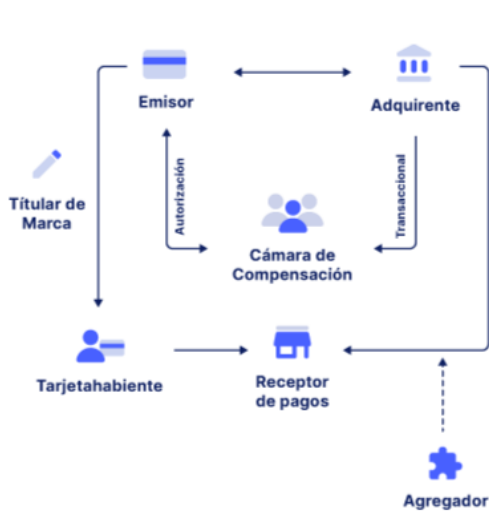 Emisor
Adquirente
Autorización
Transaccional
Títular de
Marca
Cámara de
Compensación
Tarjetahabiente
Receptor
de pagos
Agregador